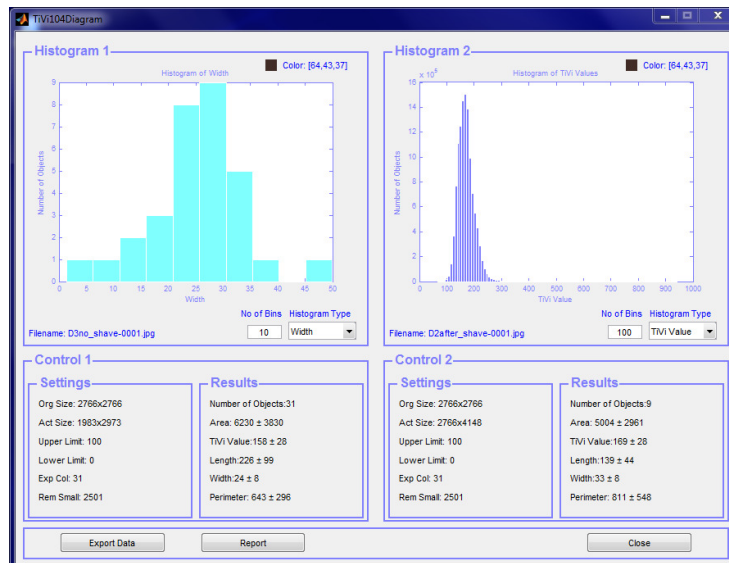 TiVi104Diagram
Histogram 1
Color: [64,43,37]
Histogram of Width
Number of Objects
9
8
7
6
5
4
3
2
1
0
0 5 10 15 20 25 30 35 40 45 50
Width
No of Bins Histogram Type
Filename: D3no_shave-0001.jpg 10 Width
Histogram 2
Color: [64,43,37]
x 10^5
Histogram of TiVi Values
Number of Objects
16
14
12
10
8
6
4
2
0
0 100 200 300 400 500 600 700 800 900 1000
TiVi Value
No of Bins Histogram Type
Filename: D2after_shave-0001.jpg 100 TiVi Value
Control 1
Settings
Org Size: 2766x2766
Act Size: 1983x2973
Upper Limit: 100
Lower Limit: 0
Exp Col: 31
Rem Small: 2501
Results
Number of Objects:31
Area: 6230 ± 3830
TiVi Value:158 ± 28
Length:226 ± 99
Width:24 ± 8
Perimeter: 643 ± 296
Control 2
Settings
Org Size: 2766x2766
Act Size: 2766x4148
Upper Limit: 100
Lower Limit: 0
Exp Col: 31
Rem Small: 2501
Results
Number of Objects:9
Area: 5004 ± 2961
TiVi Value:169 ± 28
Length:139 ± 44
Width:33 ± 8
Perimeter: 811 ± 548
Export Data Report Close